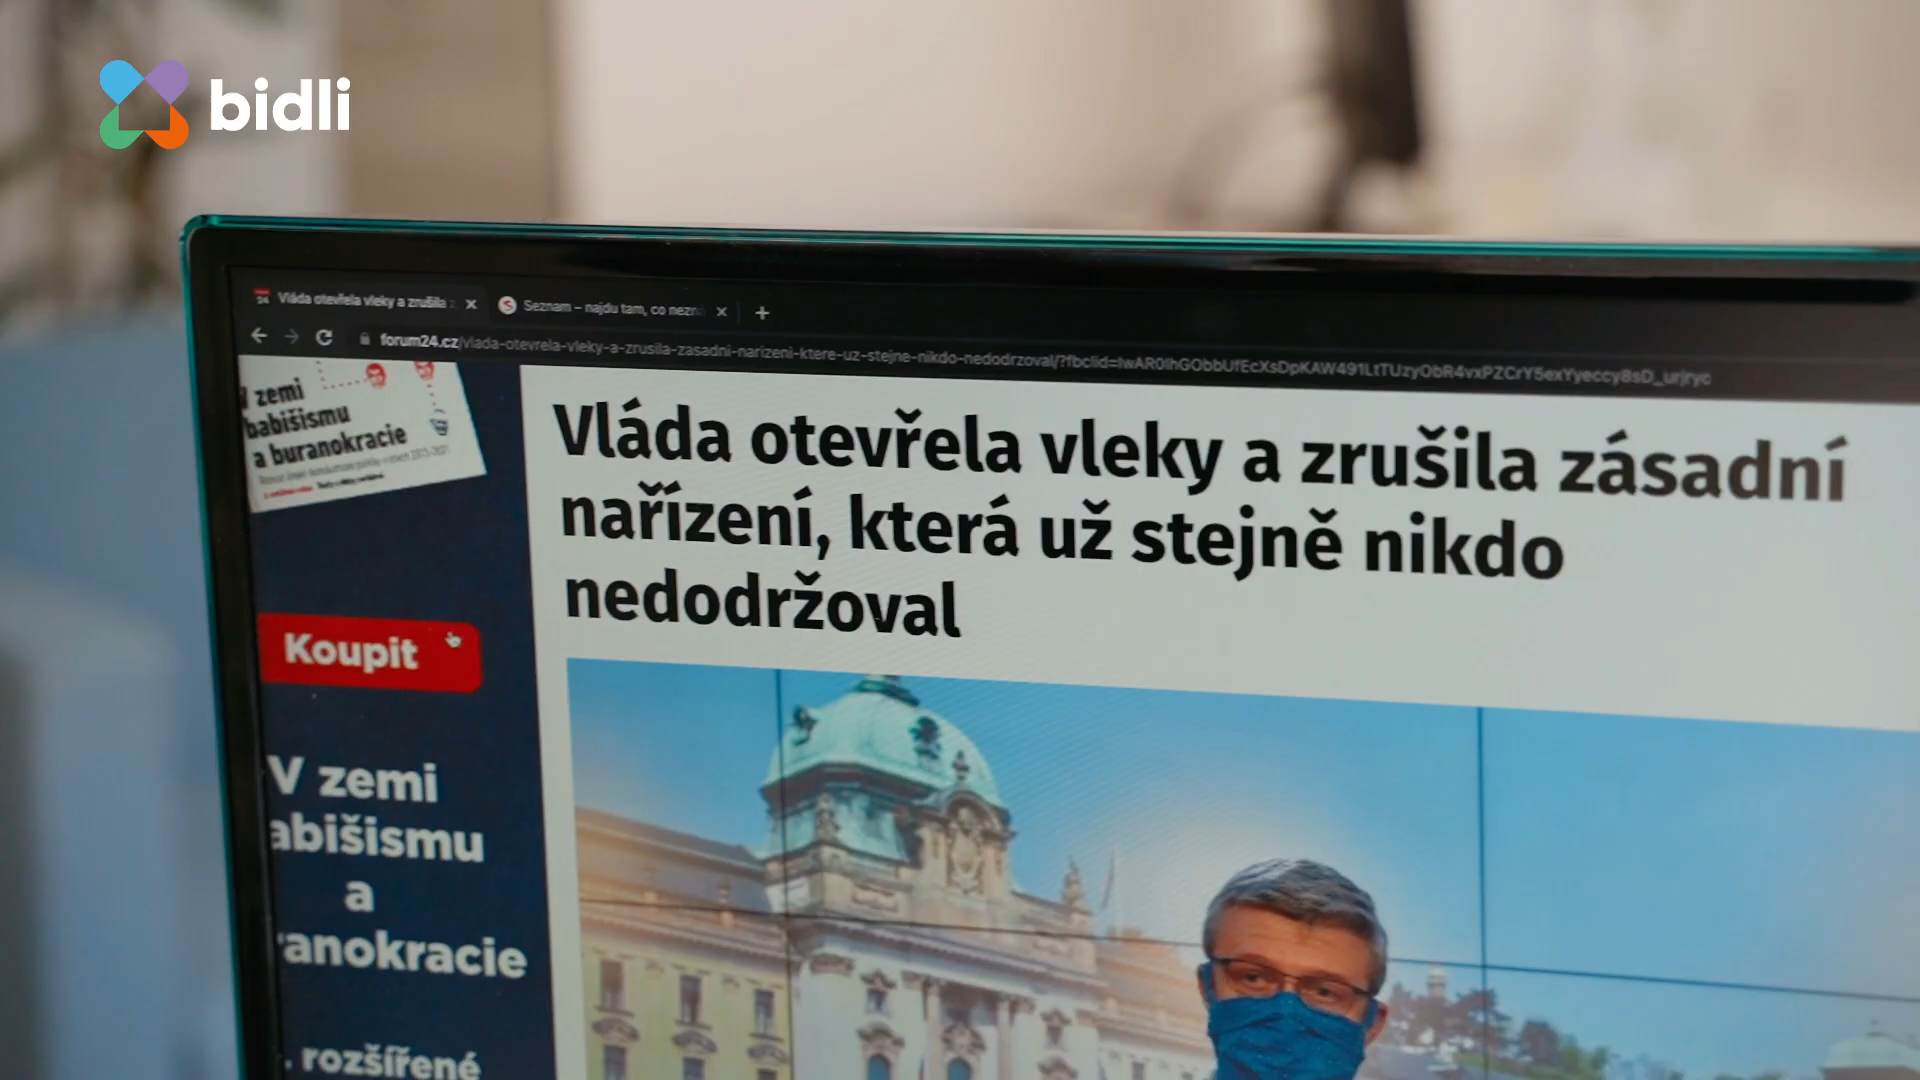 bidli
Vláda otevřela vleky a zrušila z
Seznam – najdu tam, co nezn
forum24.cz/vlada-otevrela-vleky-a-zrusila-zasadni-narizeni-ktere-uz-stejne-nikdo-nedodrzoval/
V zemi
babišismu
a buranokracie
Vláda otevřela vleky a zrušila zásadní
nařízení, která už stejně nikdo
nedodržoval
Koupit
V zemi
abišismu
a
ranokracie
. rozšířené